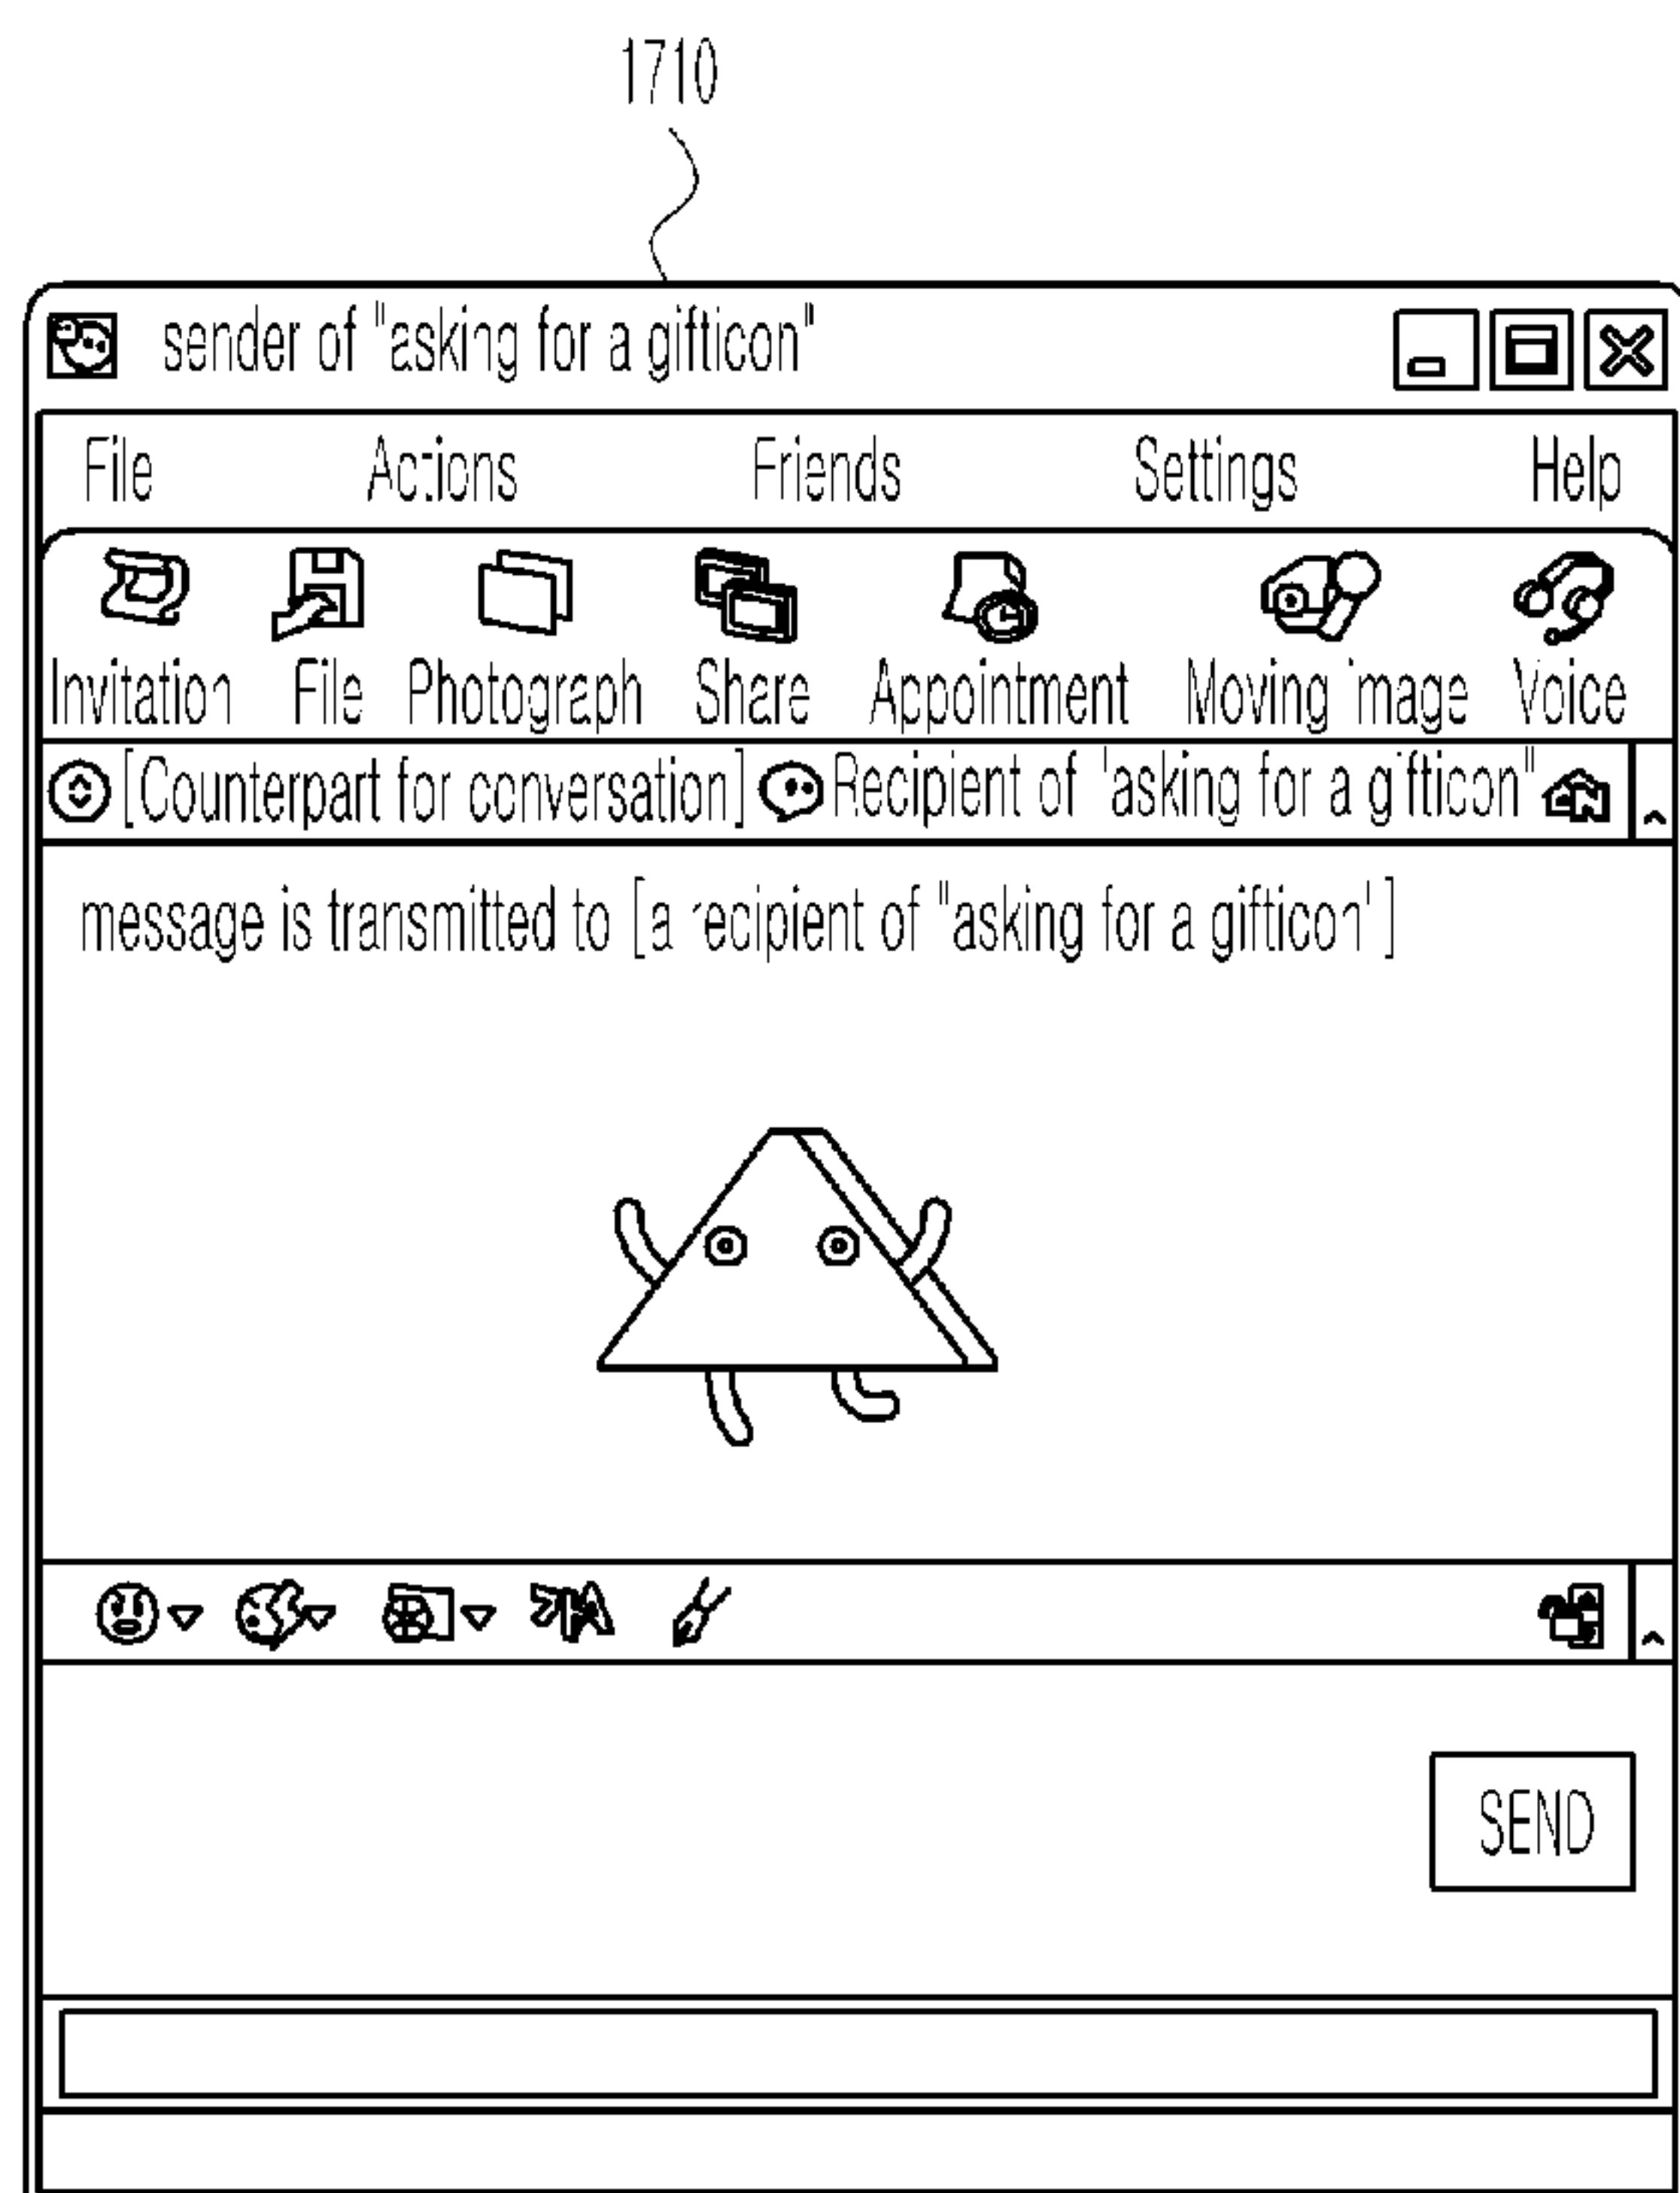 1710
sender of "asking for a gifticon"
File Actions Friends Settings Help
Invitation File Photograph Share Appointment Moving image Voice
[Counterpart for conversation] Recipient of "asking for a gifticon"
message is transmitted to [a recipient of "asking for a gifticon"]
SEND